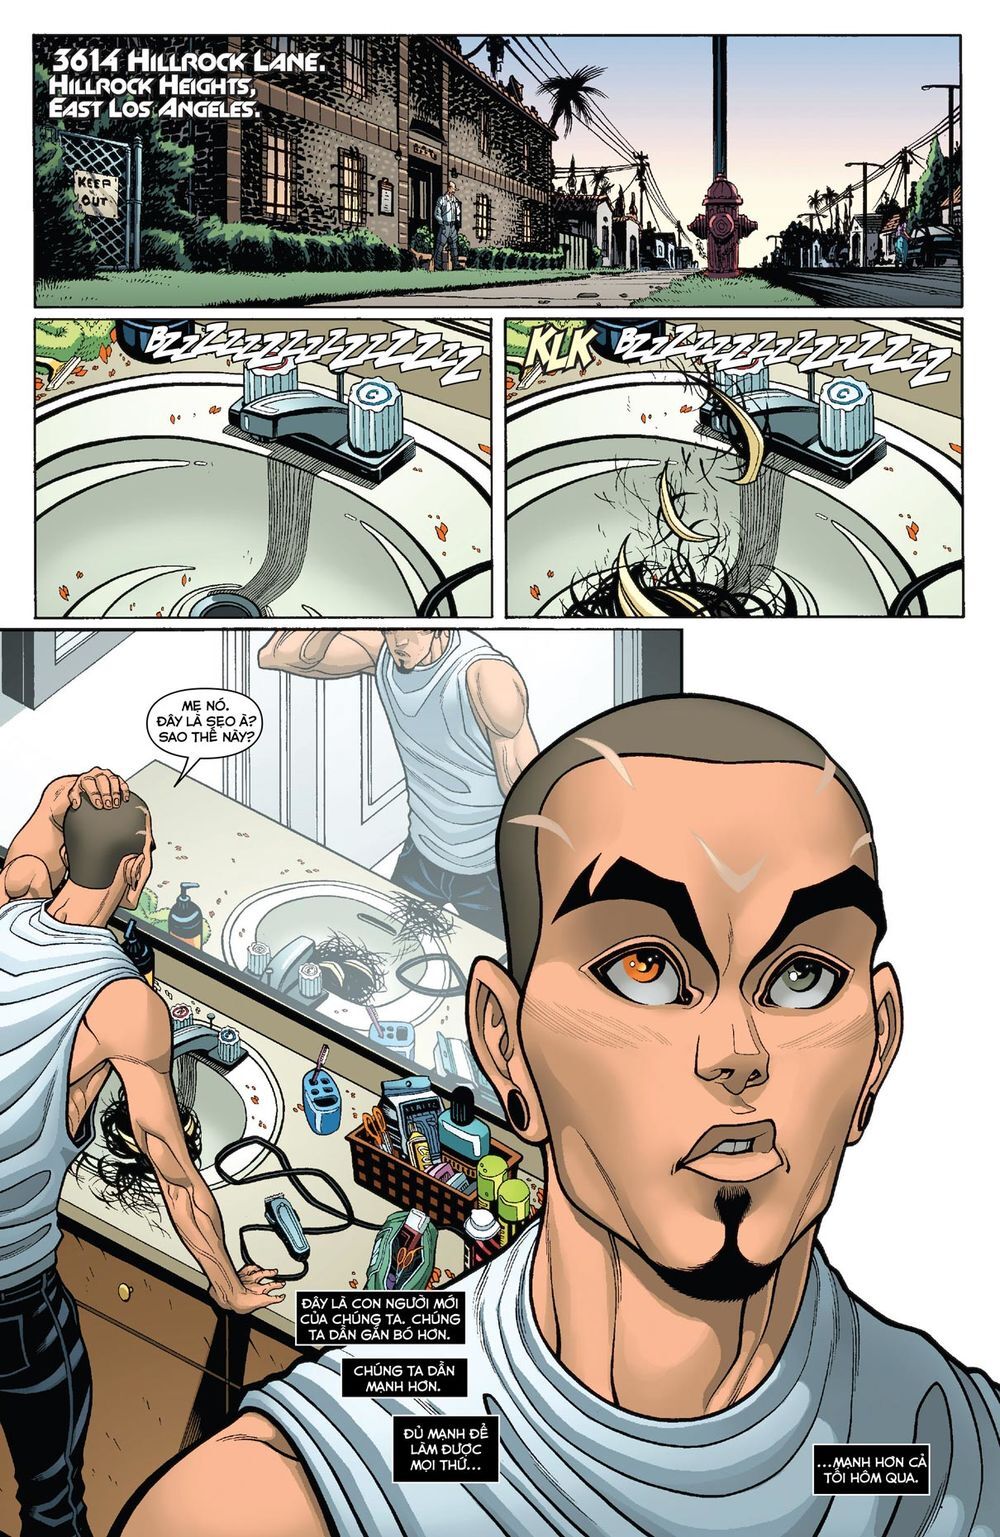 3614 HILLROCK LANE.
HILLROCK HEIGHTS,
EAST LOS ANGELES.
KEEP
OUT
BZZZZZZZZZZZZZ
C
KLK
BZZZZZZZZZZZZZ
C
MẸ NÓ.
ĐÂY LÀ SẸO À?
SAO THẾ NÀY?
ĐÂY LÀ CON NGƯỜI MỚI
CỦA CHÚNG TA. CHÚNG
TA DẦN GẮN BÓ HƠN.
CHÚNG TA DẦN
MẠNH HƠN.
ĐỦ MẠNH ĐỂ
LÀM ĐƯỢC
MỌI THỨ...
...MẠNH HƠN CẢ
TỐI HÔM QUA.